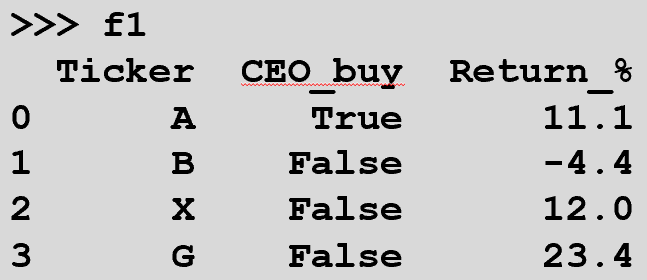 >>> f1
Ticker CEO_buy Return_%
0 A True 11.1
1 B False -4.4
2 X False 12.0
3 G False 23.4